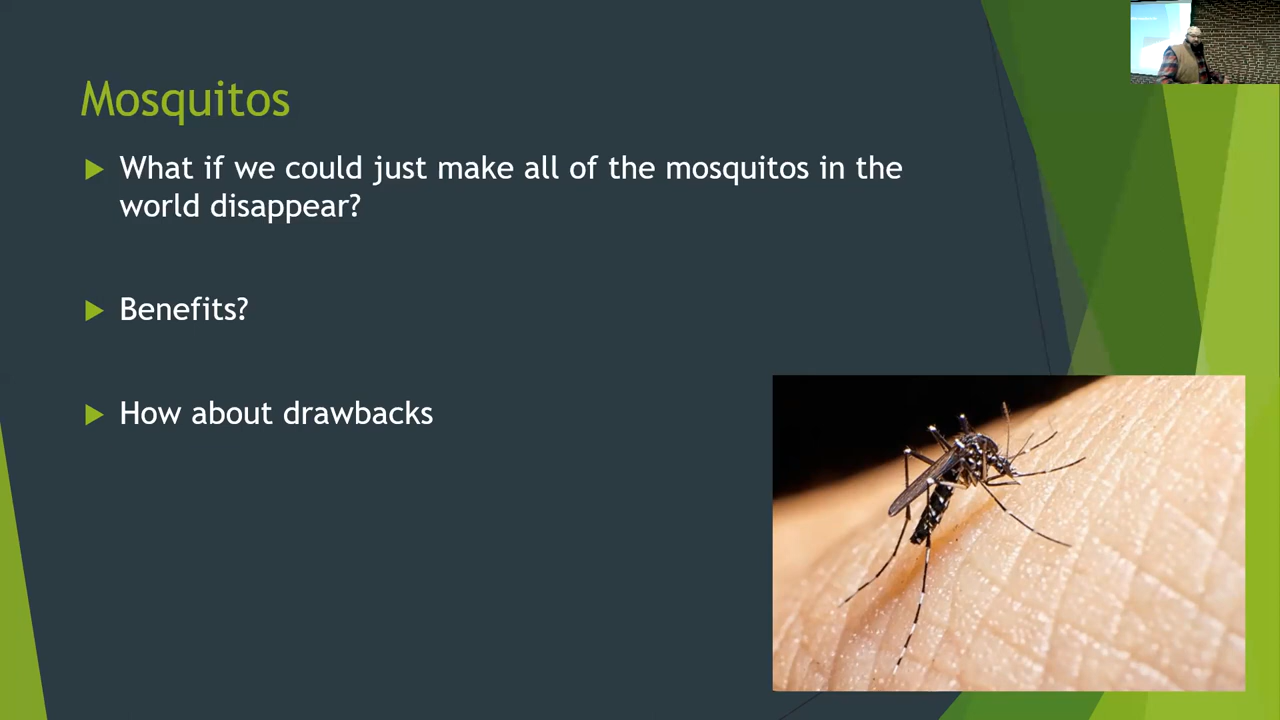 Mosquitos
What if we could just make all of the mosquitos in the
world disappear?
Benefits?
How about drawbacks